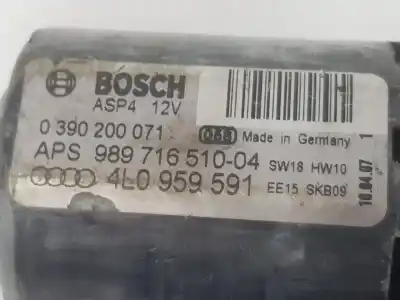 BOSCH
ASP4 12V
0 390 200 071 Made in Germany
APS 989 716 510-04 SW18 HW10
4L0 959 591 EE15 SKB09
10.04.07 1